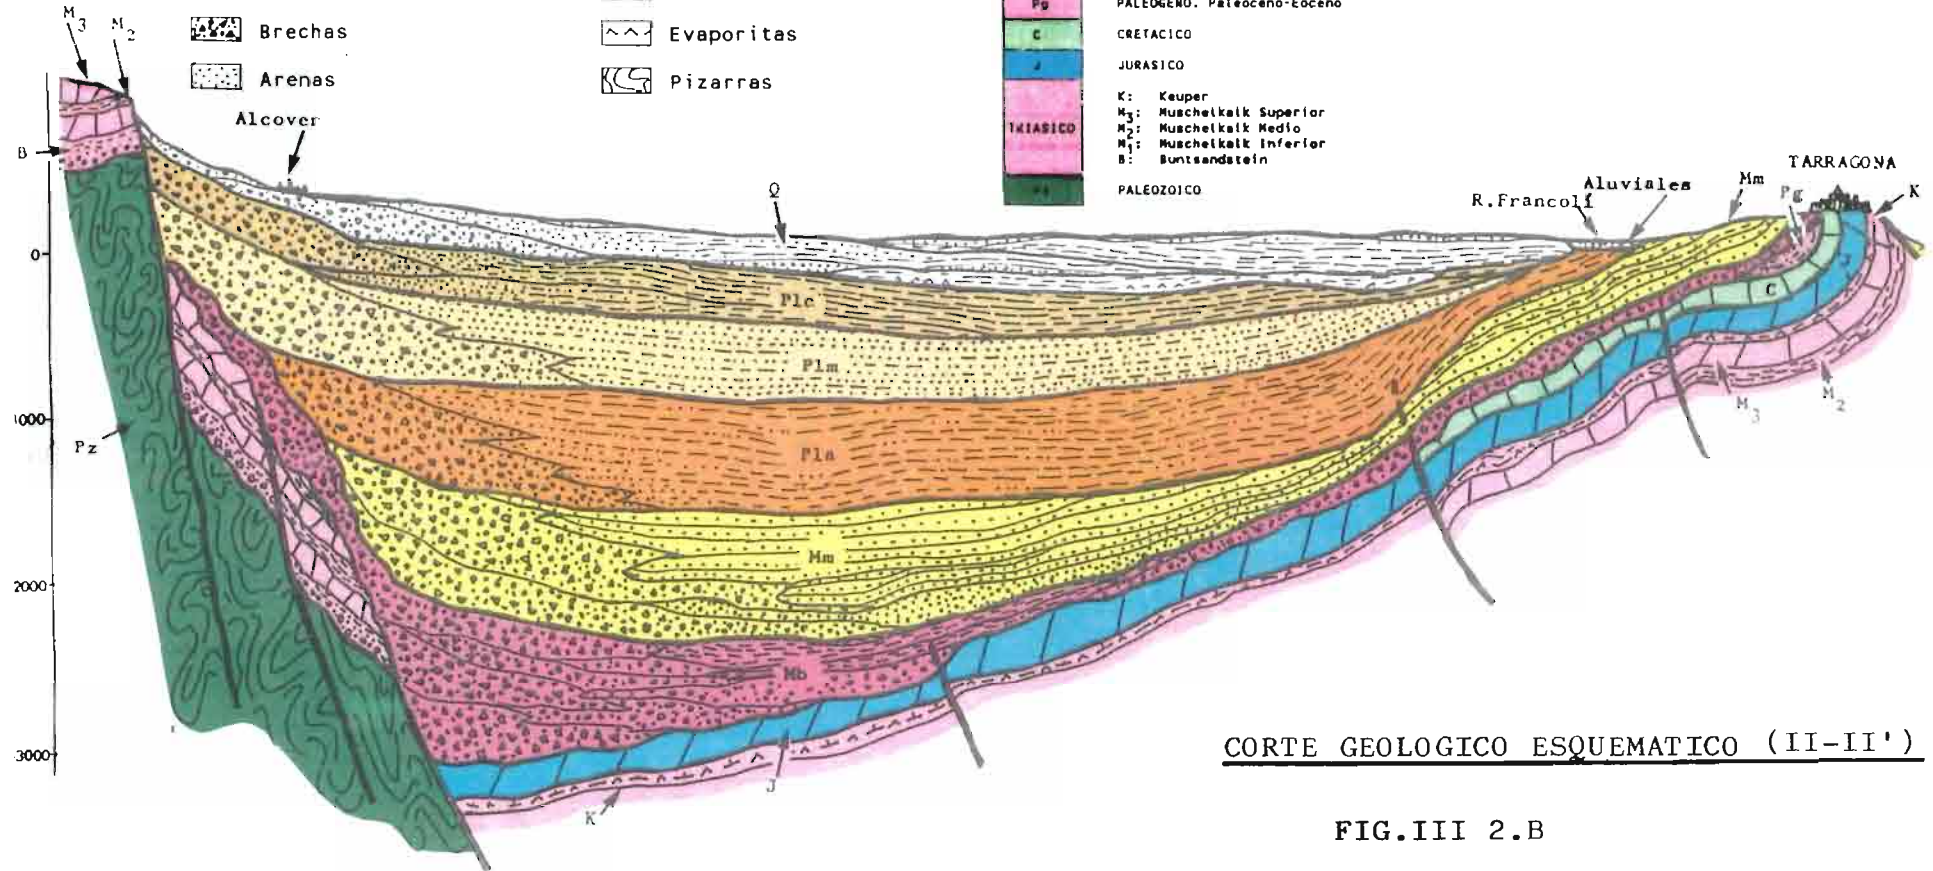 M3
M2
Brechas
Arenas
Evaporitas
Pizarras
Pg PALEOGENO. Paleoceno-Eoceno
C CRETACICO
J JURASICO
TRIASICO
K: Keuper
M3: Muschelkalk Superior
M2: Muschelkalk Medio
M1: Muschelkalk Inferior
B: Buntsandstein
PALEOZOICO
Alcover
B
Q
TARRAGONA
R.Francolí
Aluviales
Mm
Pg
K
0
Plc
J
C
Plm
1000
Pz
Pla
M3
M2
Mm
2000
Mb
3000
J
K
CORTE GEOLOGICO ESQUEMATICO (II-II')
FIG.III 2.B